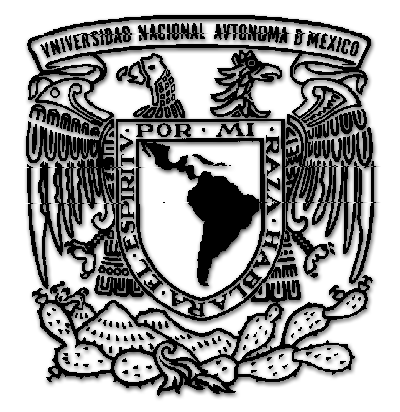 VNIVERSIDAD NACIONAL AVTONOMA D MEXICO
POR · MI · RAZA · HABLARA · EL · ESPIRITV ·